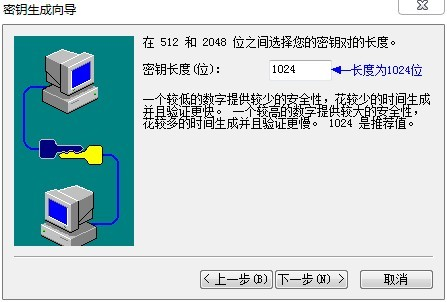 密钥生成向导
在 512 和 2048 位之间选择您的密钥对的长度。
密钥长度(位): 1024 长度为1024位
一个较低的数字提供较少的安全性，花较少的时间生成
并且验证更快。 一个较高的数字提供较大的安全性，
花较多的时间生成并且验证更慢。 1024 是推荐值。
< 上一步(B) 下一步(N) > 取消